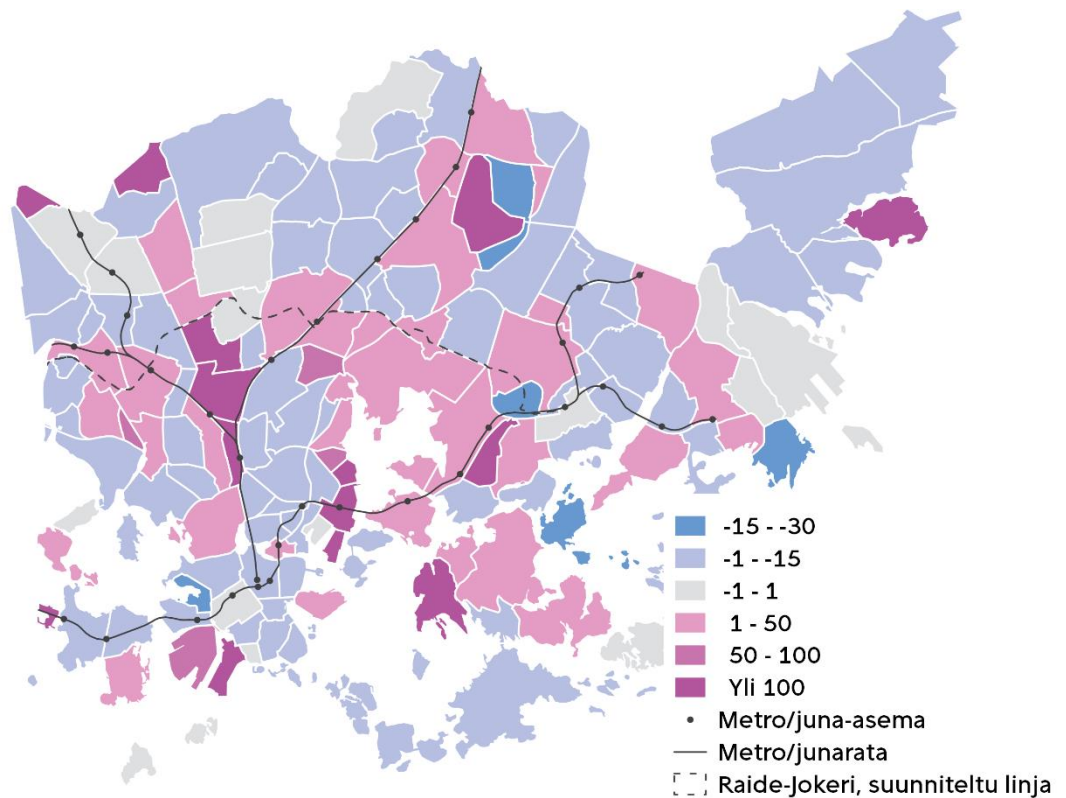 -15 - -30
-1 - -15
-1 - 1
1 - 50
50 - 100
Yli 100
Metro/juna-asema
Metro/junarata
Raide-Jokeri, suunniteltu linja